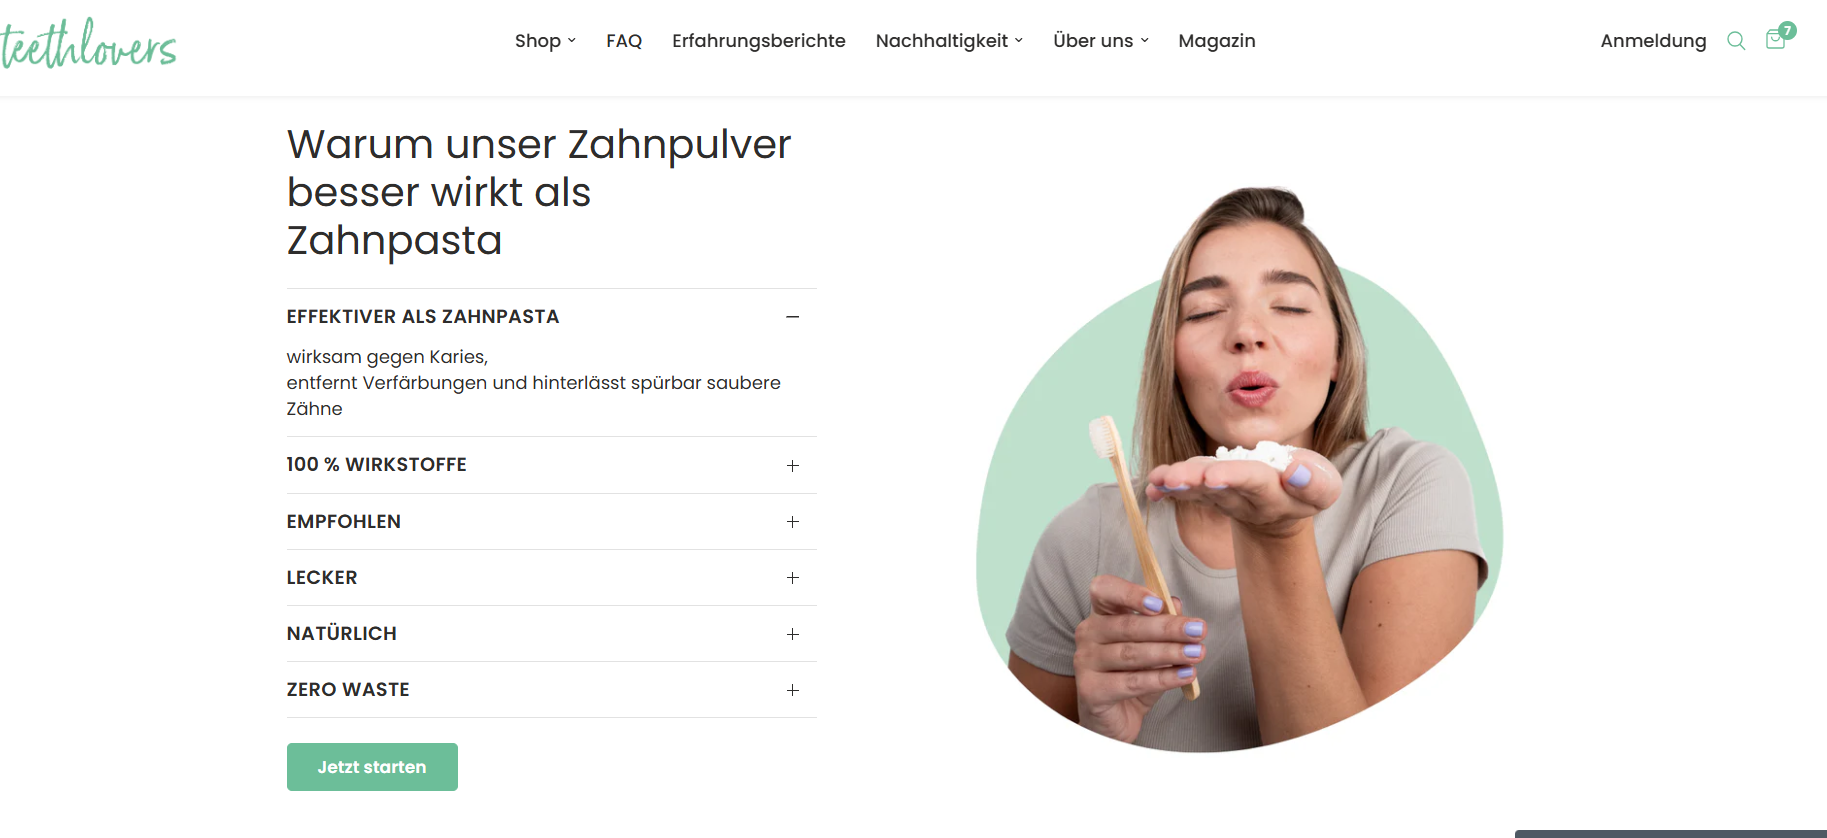 teethlovers
Shop
FAQ
Erfahrungsberichte
Nachhaltigkeit
Über uns
Magazin
Anmeldung
7
Warum unser Zahnpulver
besser wirkt als
Zahnpasta
EFFEKTIVER ALS ZAHNPASTA
wirksam gegen Karies,
entfernt Verfärbungen und hinterlässt spürbar saubere
Zähne
100 % WIRKSTOFFE
EMPFOHLEN
LECKER
NATÜRLICH
ZERO WASTE
Jetzt starten